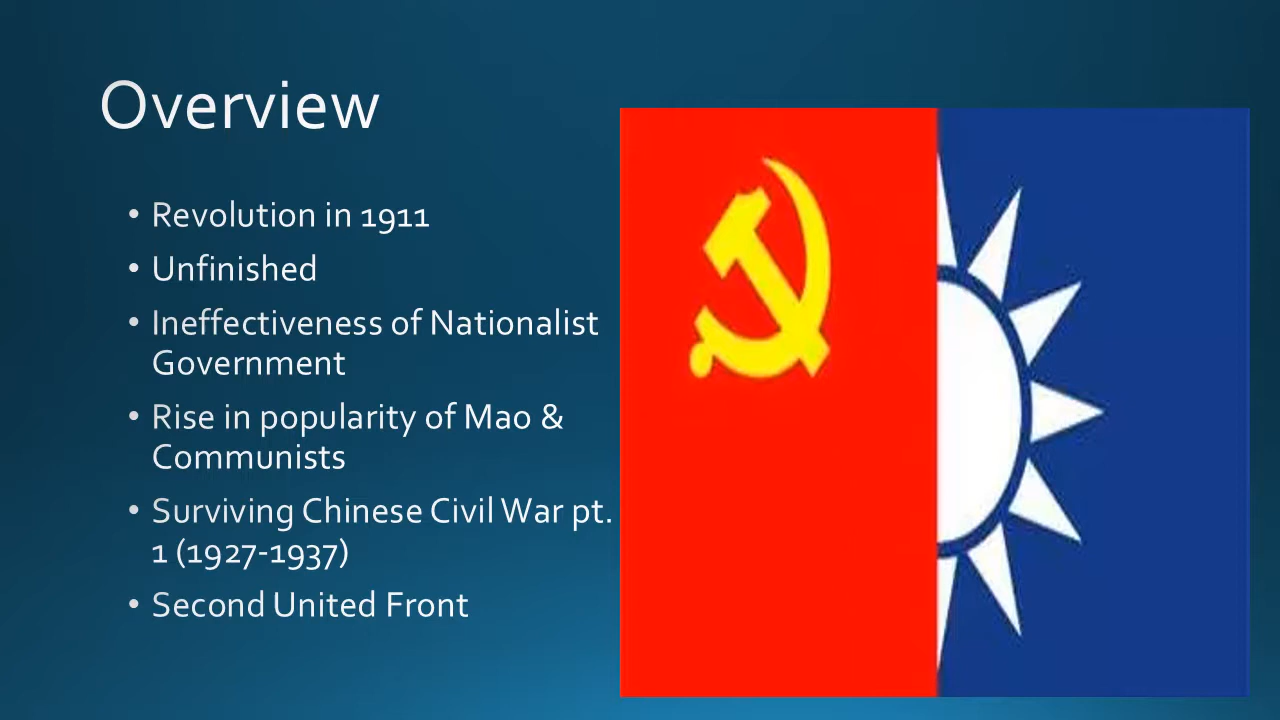 Overview
• Revolution in 1911
• Unfinished
• Ineffectiveness of Nationalist
Government
• Rise in popularity of Mao &
Communists
• Surviving Chinese Civil War pt.
1 (1927-1937)
• Second United Front